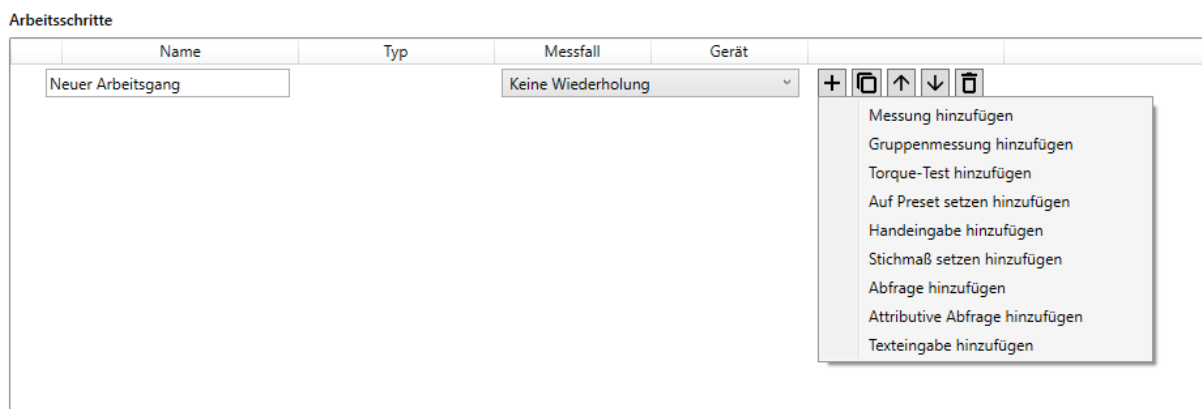 Arbeitsschritte
Name Typ Messfall Gerät
Neuer Arbeitsgang Keine Wiederholung
Messung hinzufügen
Gruppenmessung hinzufügen
Torque-Test hinzufügen
Auf Preset setzen hinzufügen
Handeingabe hinzufügen
Stichmaß setzen hinzufügen
Abfrage hinzufügen
Attributive Abfrage hinzufügen
Texteingabe hinzufügen